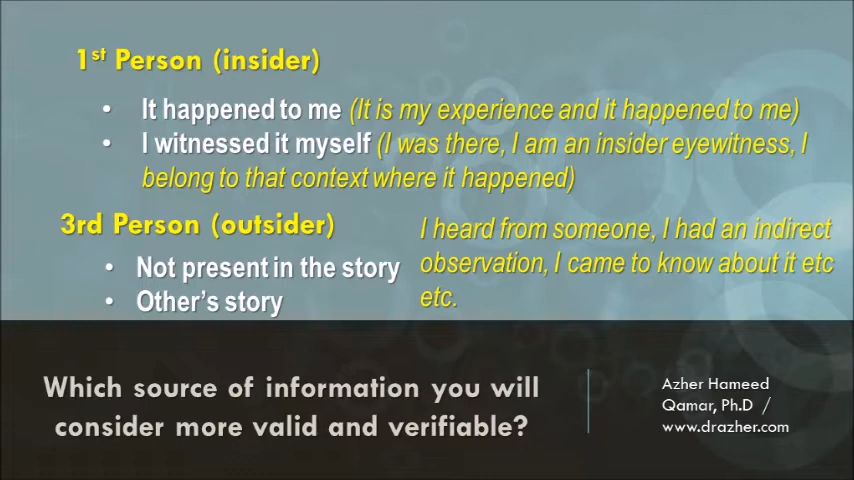 1st Person (insider)
• It happened to me (It is my experience and it happened to me)
• I witnessed it myself (I was there, I am an insider eyewitness, I
belong to that context where it happened)
3rd Person (outsider)
• Not present in the story
• Other's story
I heard from someone, I had an indirect
observation, I came to know about it etc
etc.
Which source of information you will
consider more valid and verifiable?
Azher Hameed
Qamar, Ph.D /
www.drazher.com